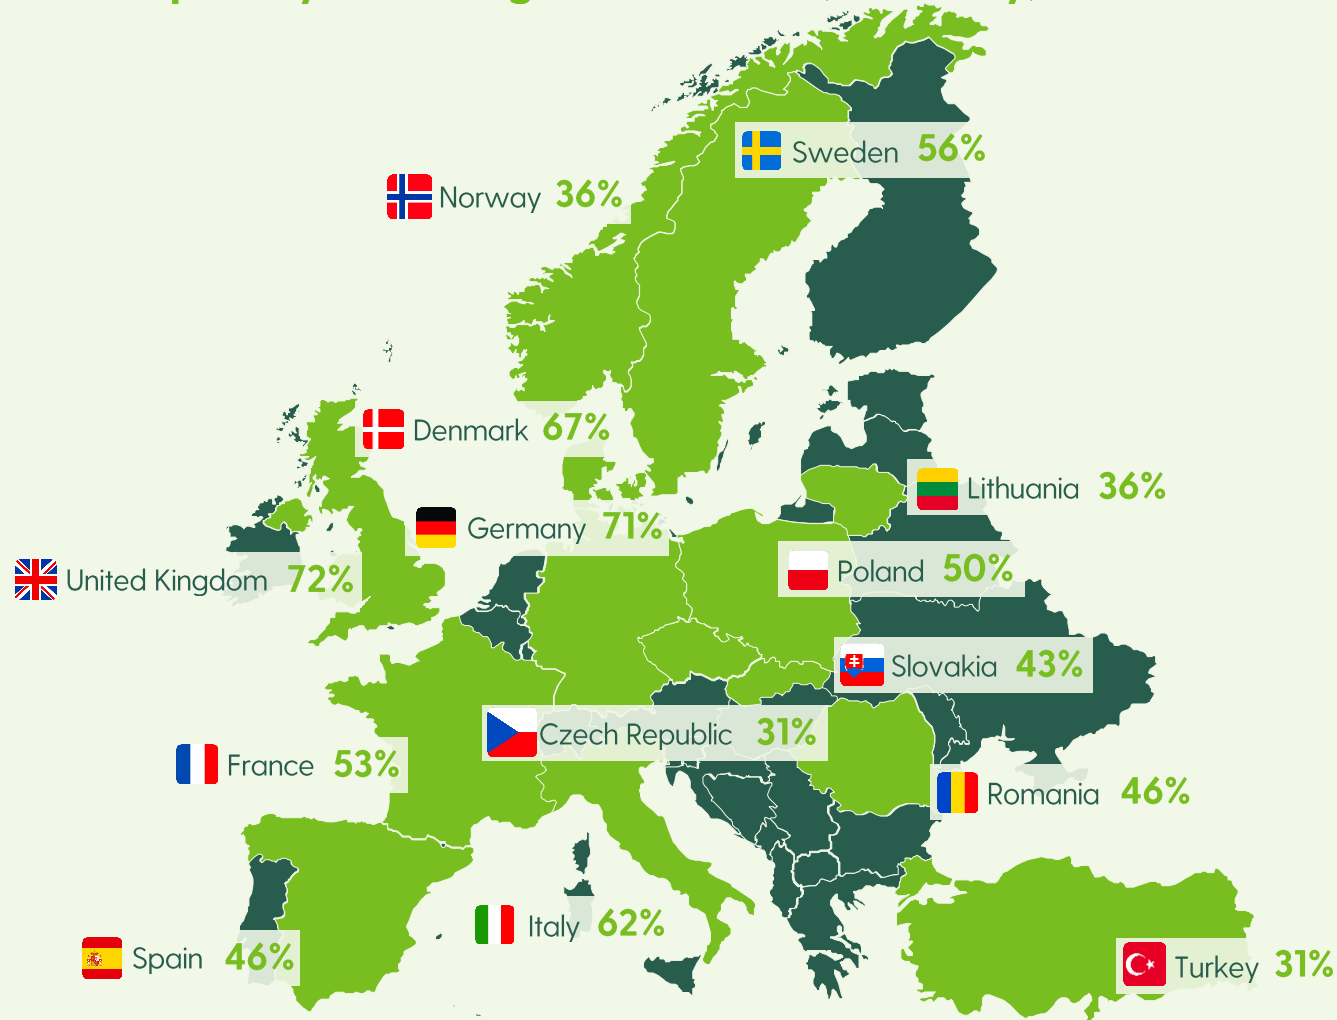 Sweden 56%
Norway 36%
Denmark 67%
Lithuania 36%
Germany 71%
Poland 50%
United Kingdom 72%
Slovakia 43%
Czech Republic 31%
France 53%
Romania 46%
Italy 62%
Spain 46%
Turkey 31%